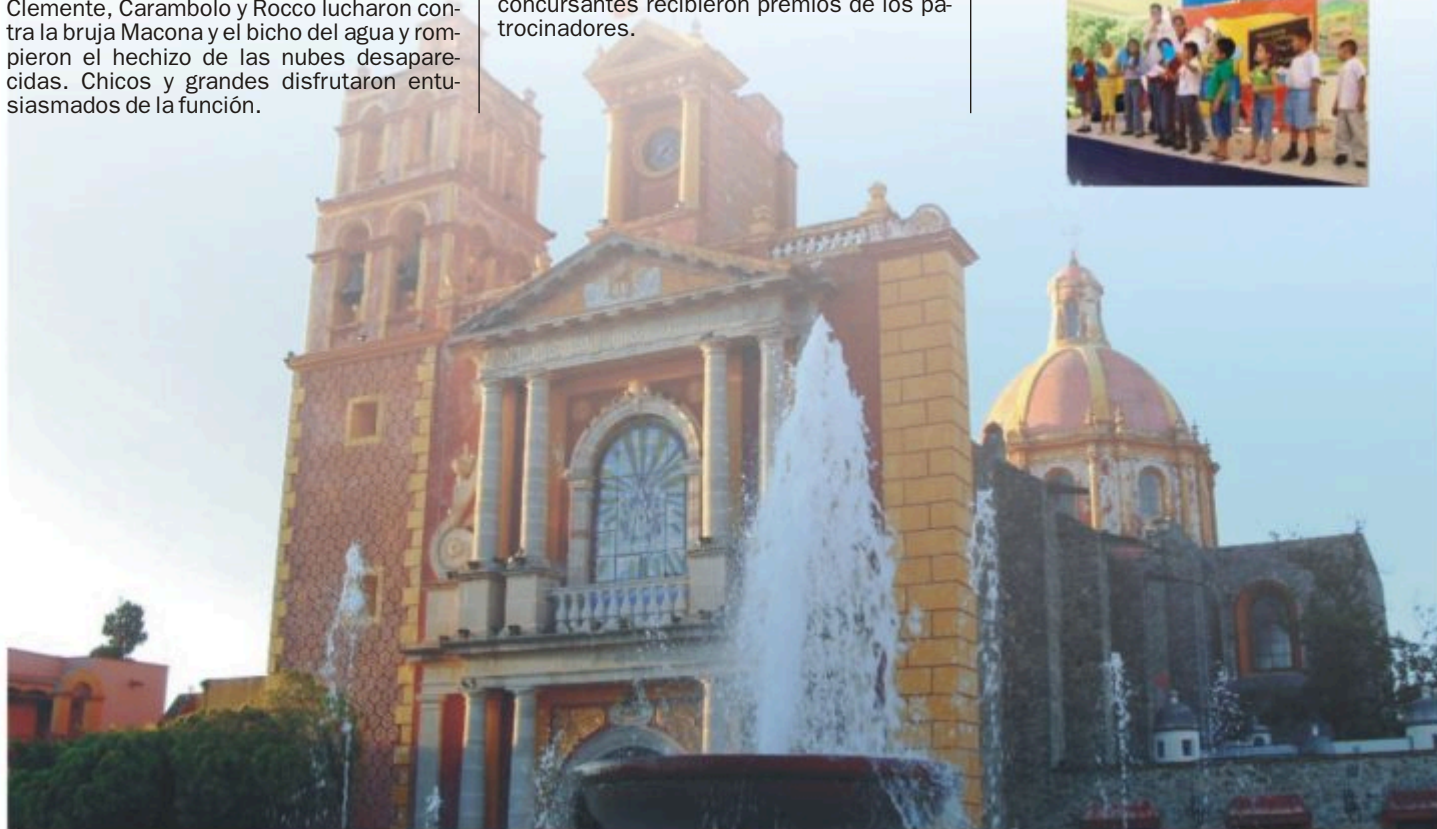 Clemente, Carambolo y Rocco lucharon con-
tra la bruja Macona y el bicho del agua y rom-
pieron el hechizo de las nubes desapare-
cidas. Chicos y grandes disfrutaron entu-
siasmados de la función.
concursantes recibieron premios de los pa-
trocinadores.